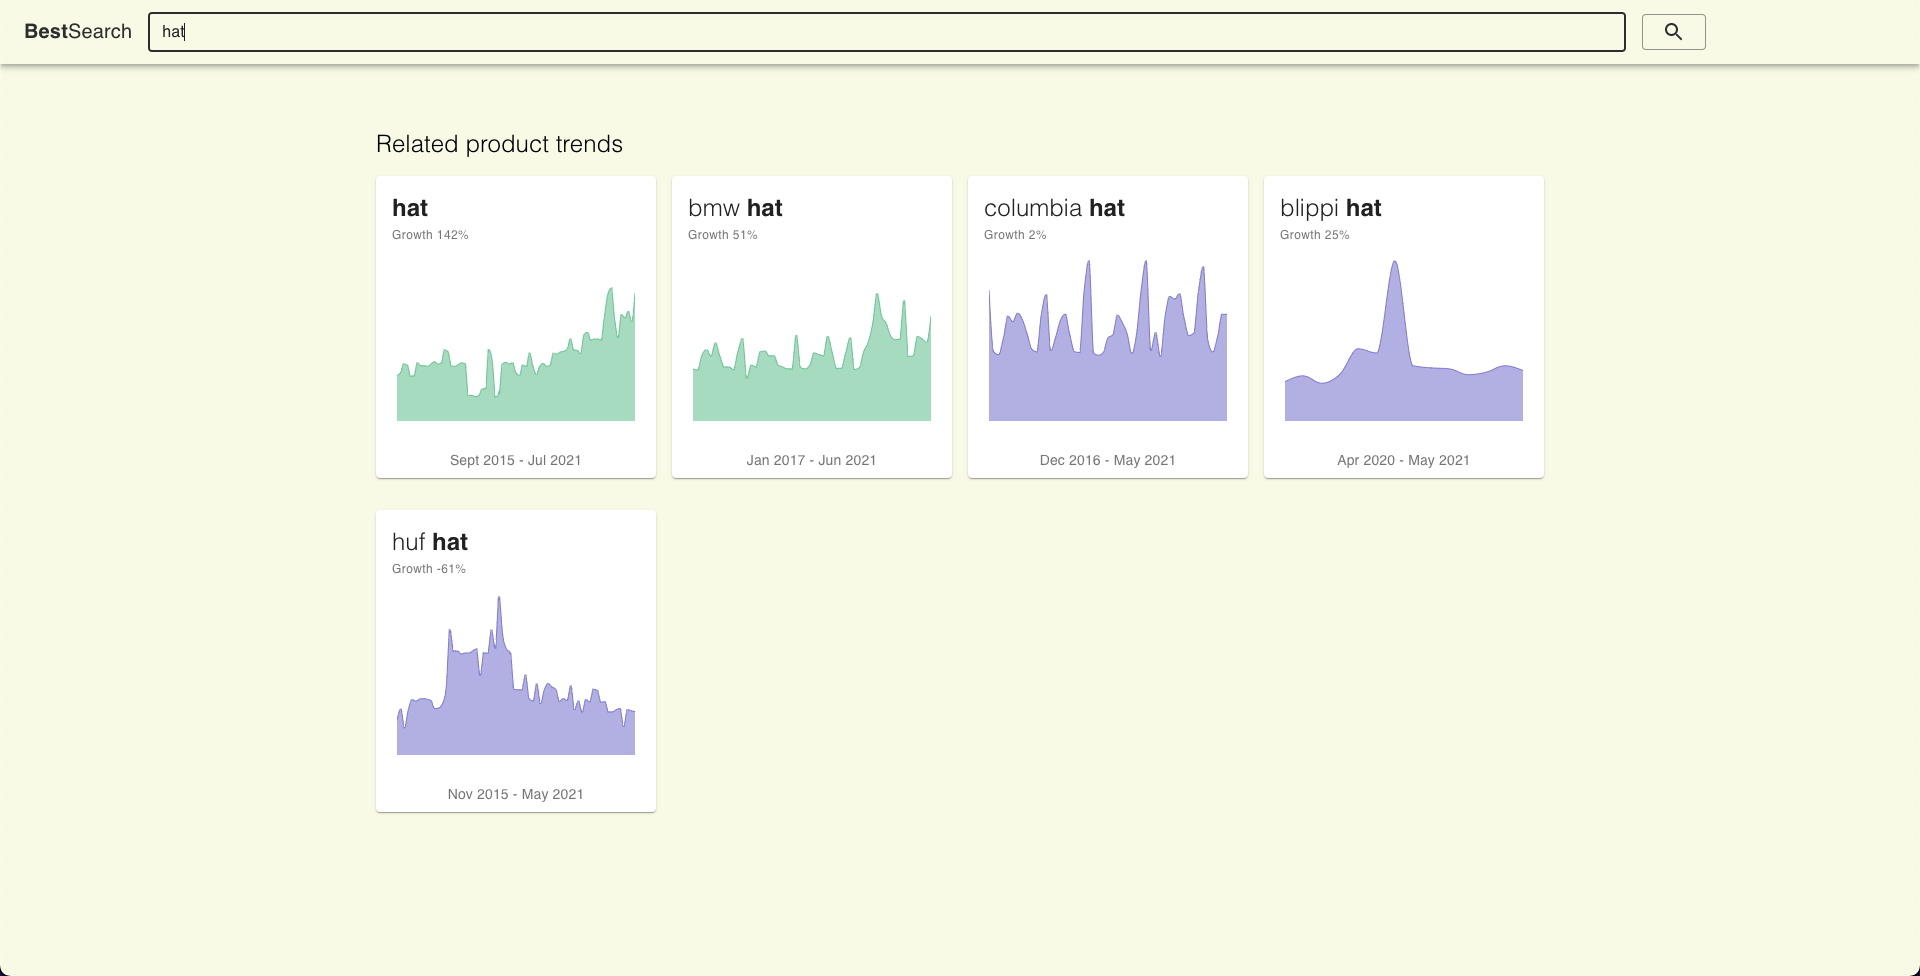 BestSearch
hat
Related product trends
hat
Growth 142%
Sept 2015 - Jul 2021
bmw hat
Growth 51%
Jan 2017 - Jun 2021
columbia hat
Growth 2%
Dec 2016 - May 2021
blippi hat
Growth 25%
Apr 2020 - May 2021
huf hat
Growth -61%
Nov 2015 - May 2021